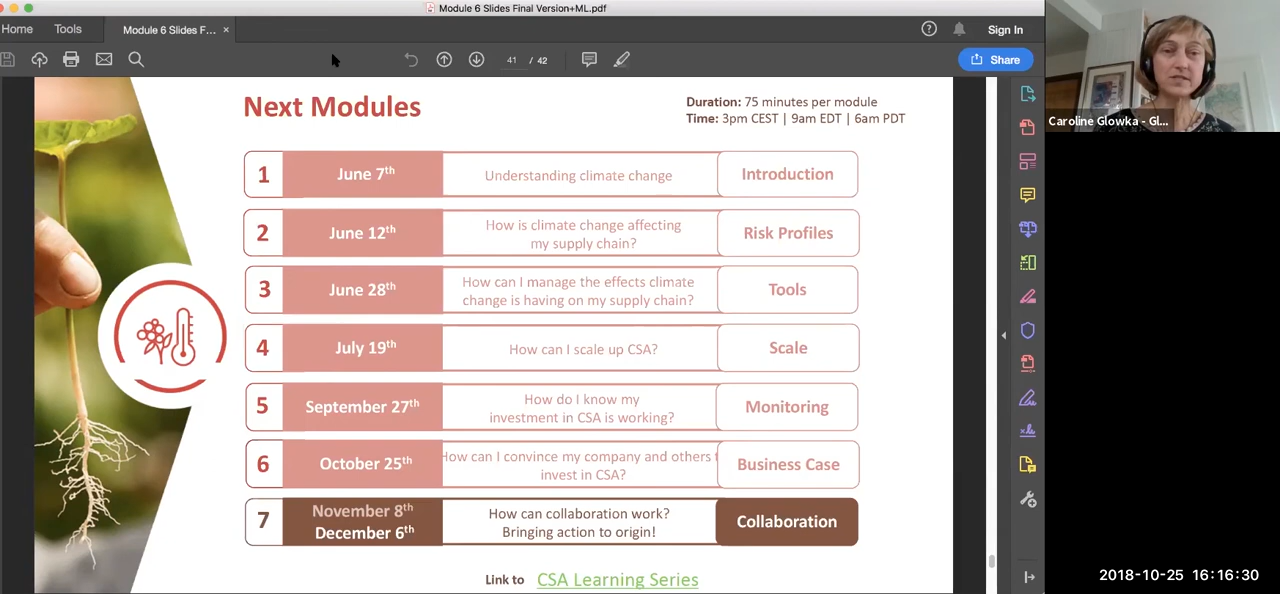 Module 6 Slides Final Version+ML.pdf
Home Tools Module 6 Slides F... × Sign In
41 / 42 Share
Caroline Glowka - Gl...
Next Modules
Duration: 75 minutes per module
Time: 3pm CEST | 9am EDT | 6am PDT
1 June 7th Understanding climate change Introduction
2 June 12th How is climate change affecting
my supply chain? Risk Profiles
3 June 28th How can I manage the effects climate
change is having on my supply chain? Tools
4 July 19th How can I scale up CSA? Scale
5 September 27th How do I know my
investment in CSA is working? Monitoring
6 October 25th How can I convince my company and others t
invest in CSA? Business Case
7 November 8th How can collaboration work?
December 6th Bringing action to origin! Collaboration
Link to CSA Learning Series
2018-10-25 16:16:30